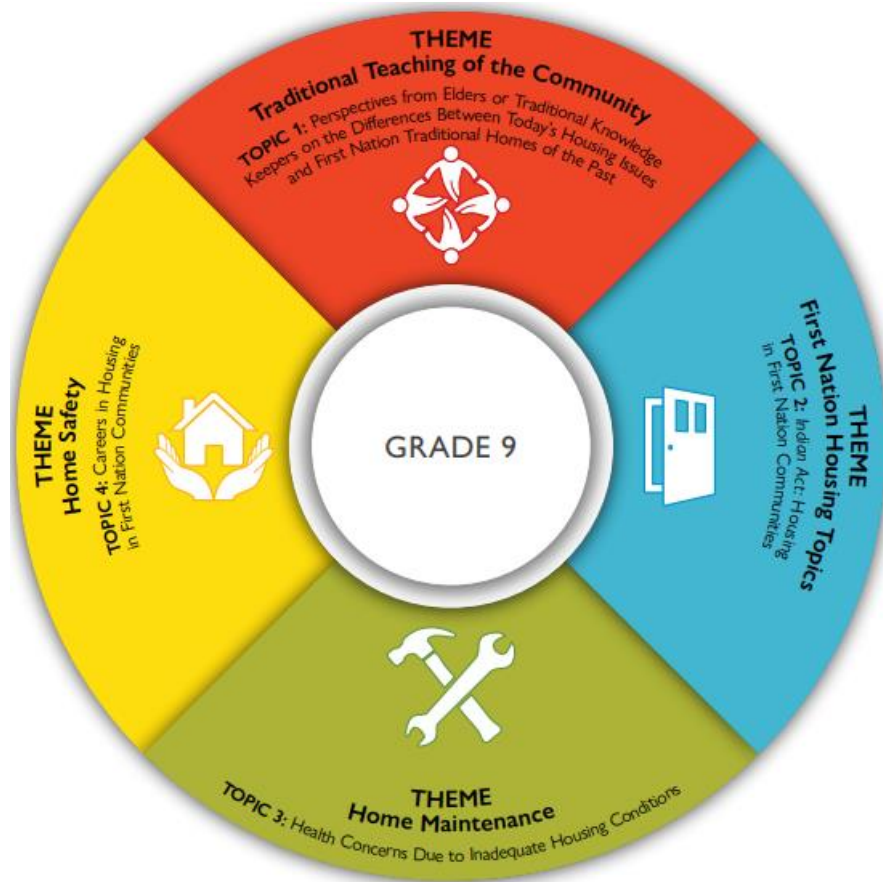 THEME
Traditional Teaching of the Community
TOPIC 1: Perspectives from Elders or Traditional Knowledge
Keepers on the Differences Between Today's Housing Issues
and First Nation Traditional Homes of the Past
THEME
First Nation Housing Topics
TOPIC 2: Indian Act: Housing
in First Nation Communities
THEME
Home Maintenance
TOPIC 3: Health Concerns Due to Inadequate Housing Conditions
THEME
Home Safety
TOPIC 4: Careers in Housing
in First Nation Communities
GRADE 9